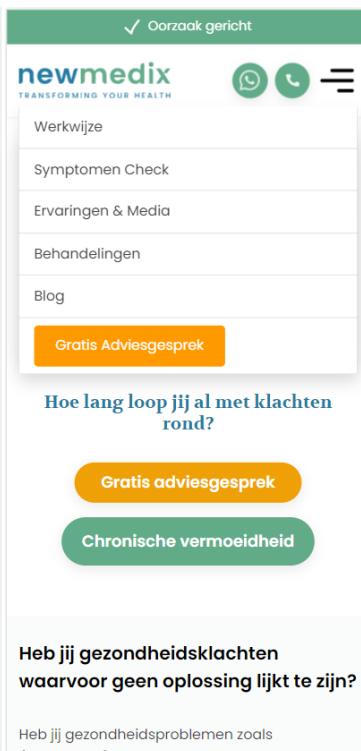 Oorzaak gericht
newmedix
TRANSFORMING YOUR HEALTH
Werkwijze
Symptomen Check
Ervaringen & Media
Behandelingen
Blog
Gratis Adviesgesprek
Hoe lang loop jij al met klachten
rond?
Gratis adviesgesprek
Chronische vermoeidheid
Heb jij gezondheidsklachten
waarvoor geen oplossing lijkt te zijn?
Heb jij gezondheidsproblemen zoals